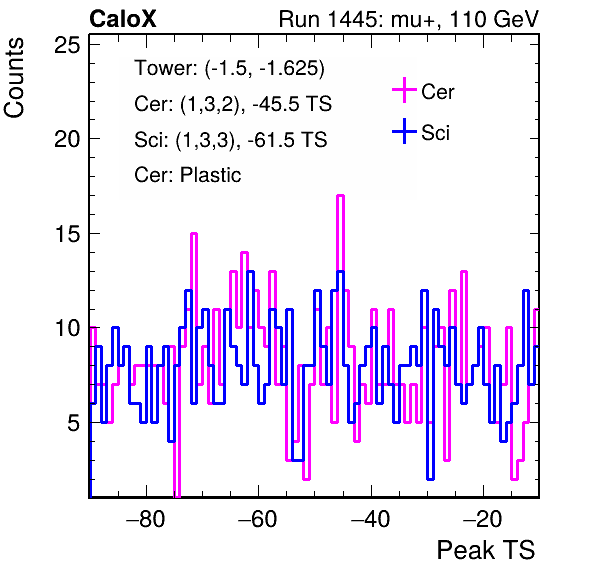 CaloX Run 1445: mu+, 110 GeV
Counts
25
20
15
10
5
Tower: (-1.5, -1.625)
Cer: (1,3,2), -45.5 TS
Sci: (1,3,3), -61.5 TS
Cer: Plastic
Cer
Sci
−80 −60 −40 −20
Peak TS